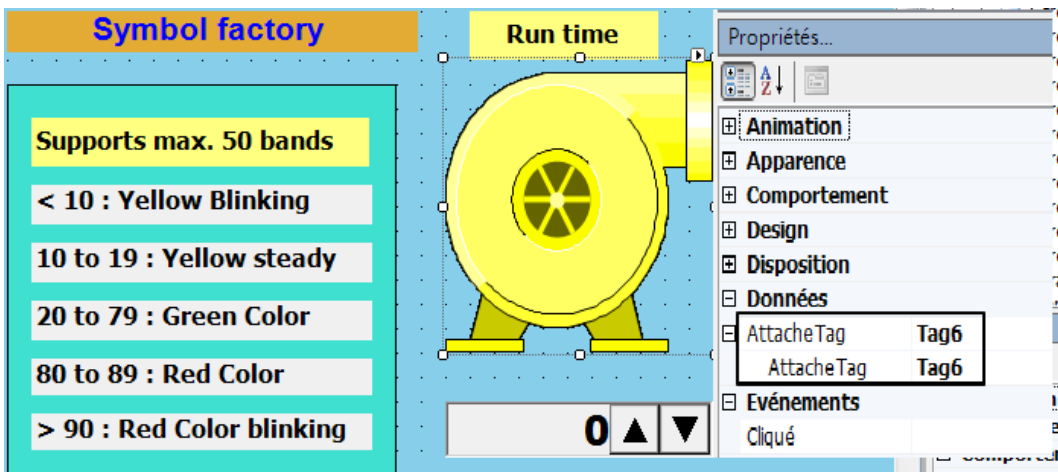 Symbol factory
Run time
Supports max. 50 bands
< 10 : Yellow Blinking
10 to 19 : Yellow steady
20 to 79 : Green Color
80 to 89 : Red Color
> 90 : Red Color blinking
0
Propriétés...
Animation
Apparence
Comportement
Design
Disposition
Données
AttacheTag Tag6
AttacheTag Tag6
Evénements
Cliqué